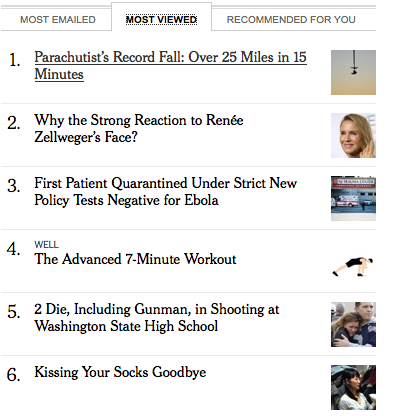 MOST EMAILED
MOST VIEWED
RECOMMENDED FOR YOU
1.
Parachutist’s Record Fall: Over 25 Miles in 15
Minutes
2.
Why the Strong Reaction to Renée
Zellweger’s Face?
3.
First Patient Quarantined Under Strict New
Policy Tests Negative for Ebola
4.
WELL
The Advanced 7-Minute Workout
5.
2 Die, Including Gunman, in Shooting at
Washington State High School
6.
Kissing Your Socks Goodbye